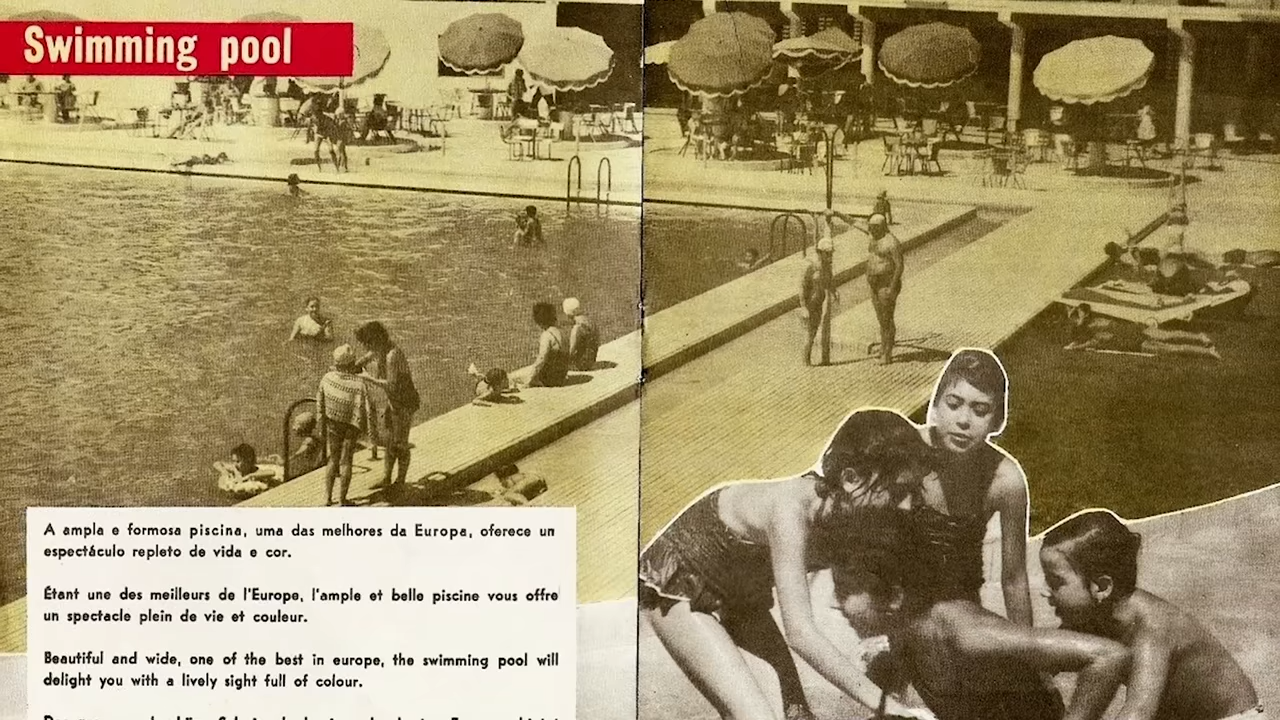 Swimming pool
A ampla e formosa piscina, uma das melhores da Europa, oferece un
espectáculo repleto de vida e cor.
Étant une des meilleurs de l'Europe, l'ample et belle piscine vous offre
un spectacle plein de vie et couleur.
Beautiful and wide, one of the best in europe, the swimming pool will
delight you with a lively sight full of colour.